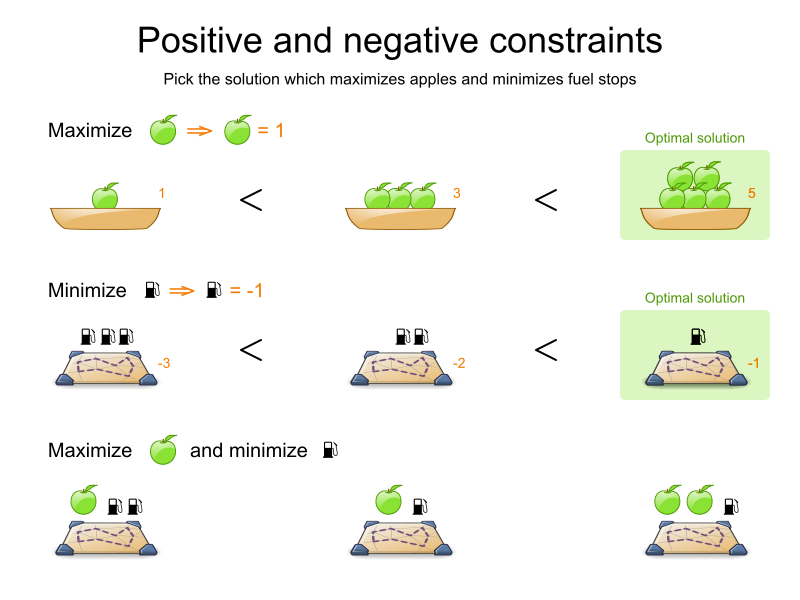 Positive and negative constraints
Pick the solution which maximizes apples and minimizes fuel stops
Maximize = 1
Optimal solution
1 < 3 < 5
Minimize = -1
Optimal solution
-3 < -2 < -1
Maximize and minimize